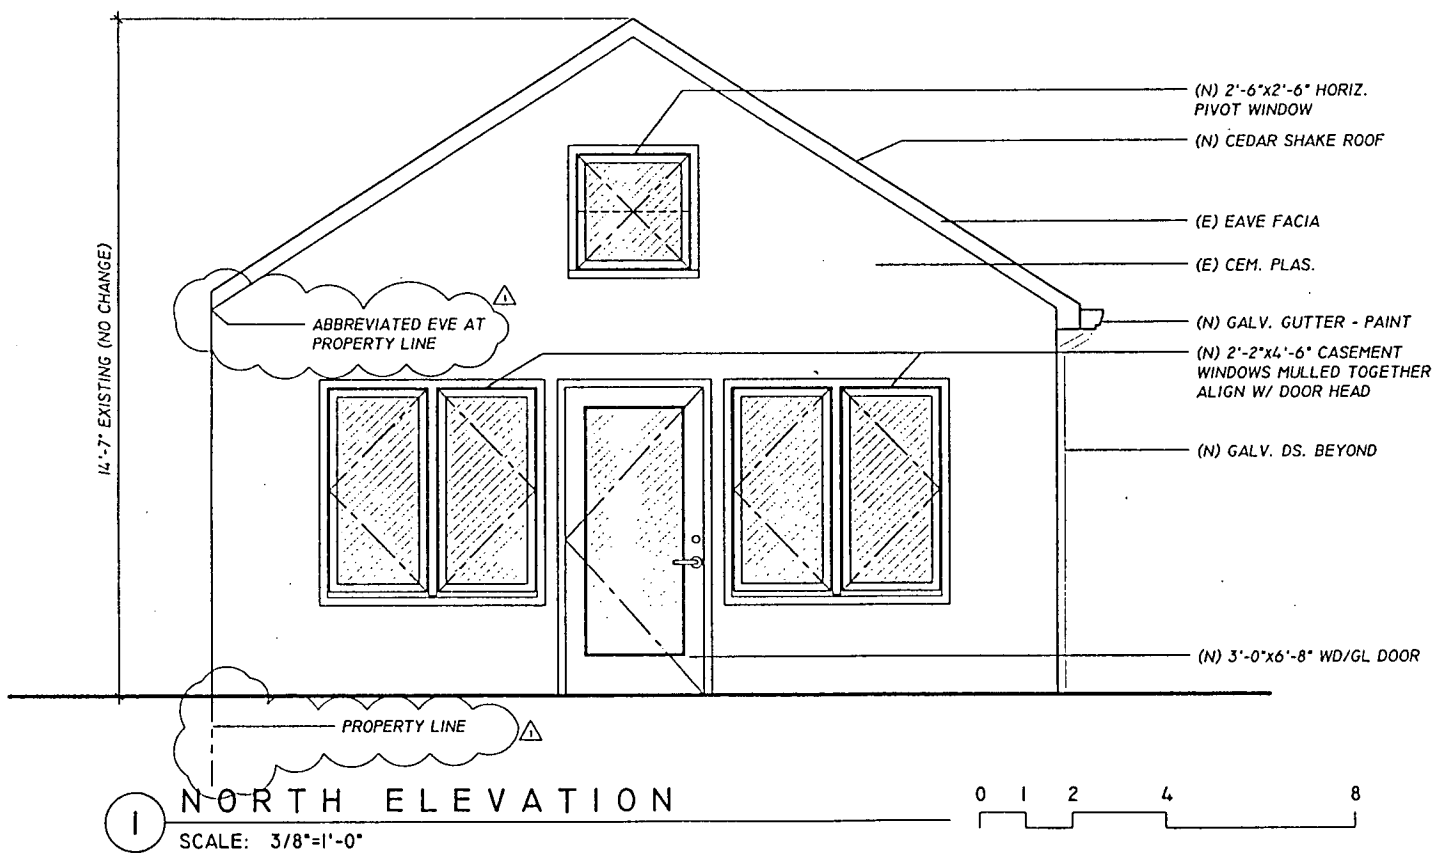 (N) 2'-6"x2'-6" HORIZ.
PIVOT WINDOW
(N) CEDAR SHAKE ROOF
(E) EAVE FACIA
(E) CEM. PLAS.
(N) GALV. GUTTER - PAINT
(N) 2'-2"x4'-6" CASEMENT
WINDOWS MULLED TOGETHER
ALIGN W/ DOOR HEAD
(N) GALV. DS. BEYOND
(N) 3'-0"x6'-8" WD/GL DOOR
14'-7" EXISTING (NO CHANGE)
1
ABBREVIATED EVE AT
PROPERTY LINE
PROPERTY LINE
1
1
NORTH ELEVATION
SCALE: 3/8"=1'-0"
0 1 2 4 8